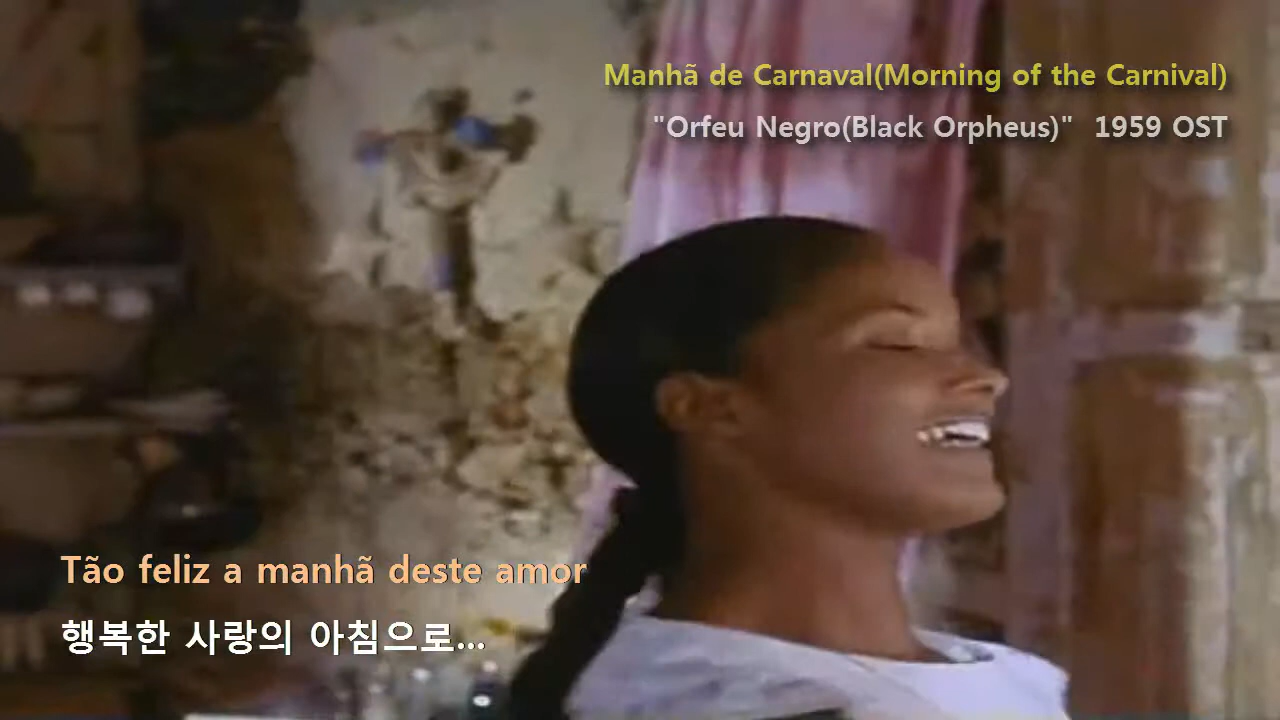 Manhã de Carnaval(Morning of the Carnival)
"Orfeu Negro(Black Orpheus)" 1959 OST
Tão feliz a manhã deste amor
행복한 사랑의 아침으로...